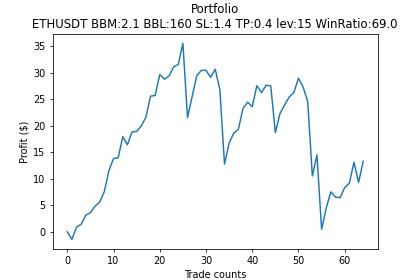 Portfolio
ETHUSDT BBM:2.1 BBL:160 SL:1.4 TP:0.4 lev:15 WinRatio:69.0
35
30
25
20
15
10
5
0
Profit ($)
0 10 20 30 40 50 60
Trade counts